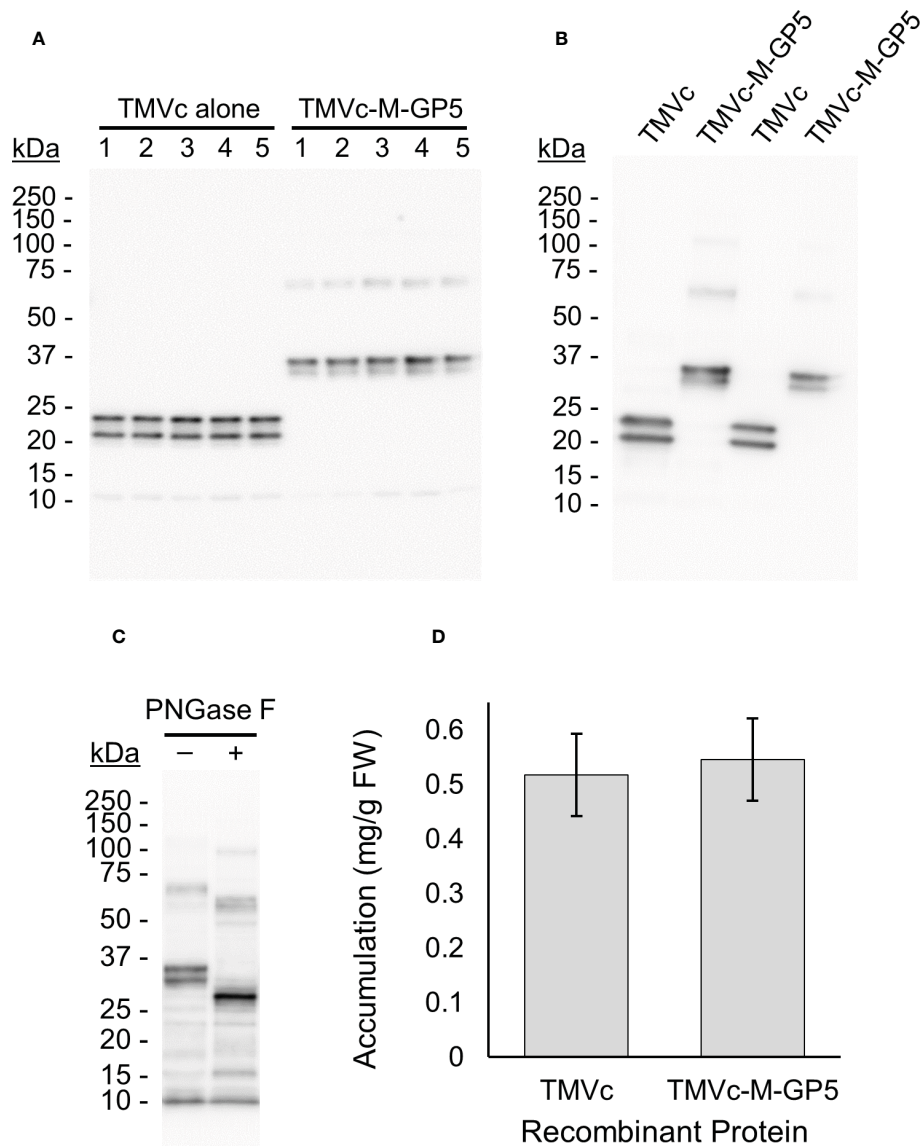 A
TMVc alone TMVc-M-GP5
kDa 1 2 3 4 5 1 2 3 4 5
250 -
150 -
100 -
75 -
50 -
37 -
25 -
20 -
15 -
10 -
B
TMVc TMVc-M-GP5 TMVc TMVc-M-GP5
kDa
250 -
150 -
100 -
75 -
50 -
37 -
25 -
20 -
15 -
10 -
C
PNGase F
kDa – +
250 -
150 -
100 -
75 -
50 -
37 -
25 -
20 -
15 -
10 -
D
Accumulation (mg/g FW)
0.6
0.5
0.4
0.3
0.2
0.1
0
TMVc TMVc-M-GP5
Recombinant Protein